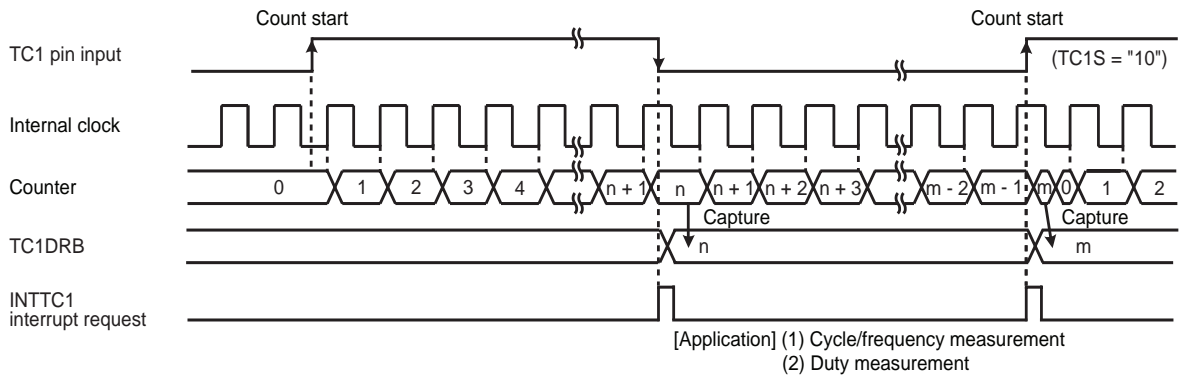 Count start Count start
TC1 pin input (TC1S = "10")
Internal clock
Counter 0 1 2 3 4 n + 1 n n + 1 n + 2 n + 3 m - 2 m - 1 m 0 1 2
Capture Capture
TC1DRB n m
INTTC1
interrupt request
[Application] (1) Cycle/frequency measurement
(2) Duty measurement